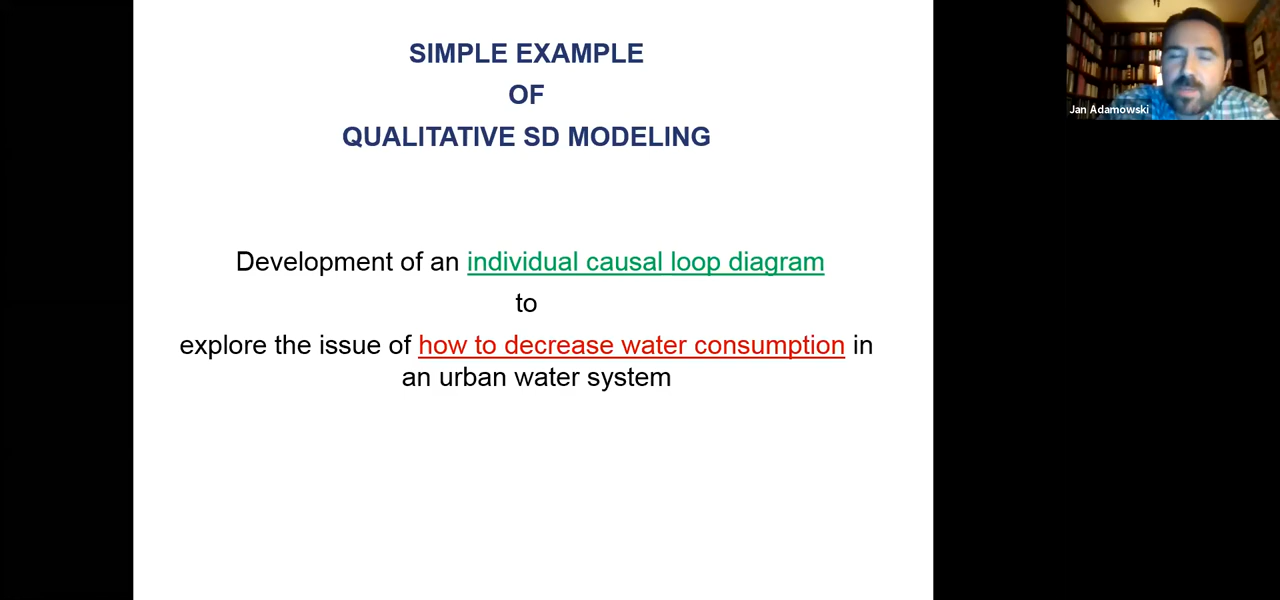 SIMPLE EXAMPLE
OF
QUALITATIVE SD MODELING
Development of an individual causal loop diagram
to
explore the issue of how to decrease water consumption in
an urban water system
Jan Adamowski